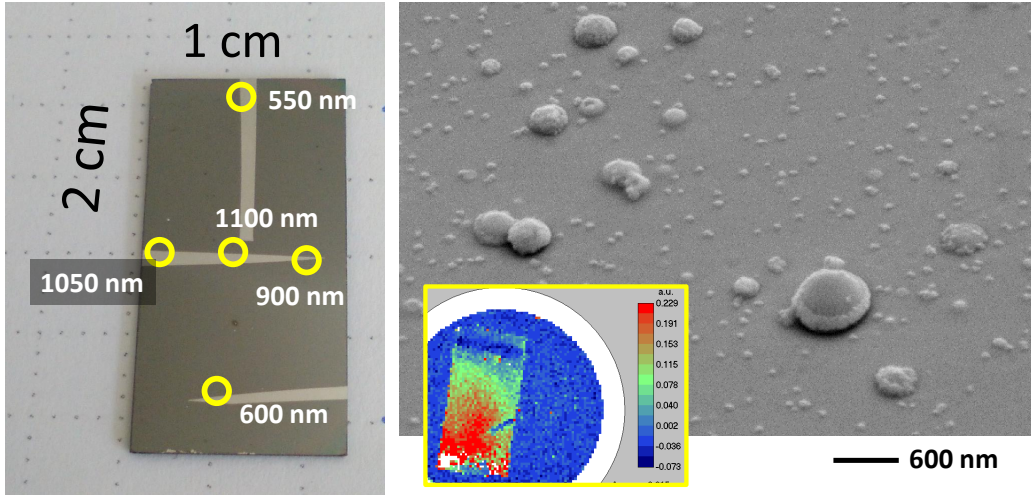 1 cm
2 cm
550 nm
1100 nm
1050 nm
900 nm
600 nm
a.u.
0.229
0.191
0.153
0.115
0.078
0.040
0.002
-0.036
-0.073
600 nm